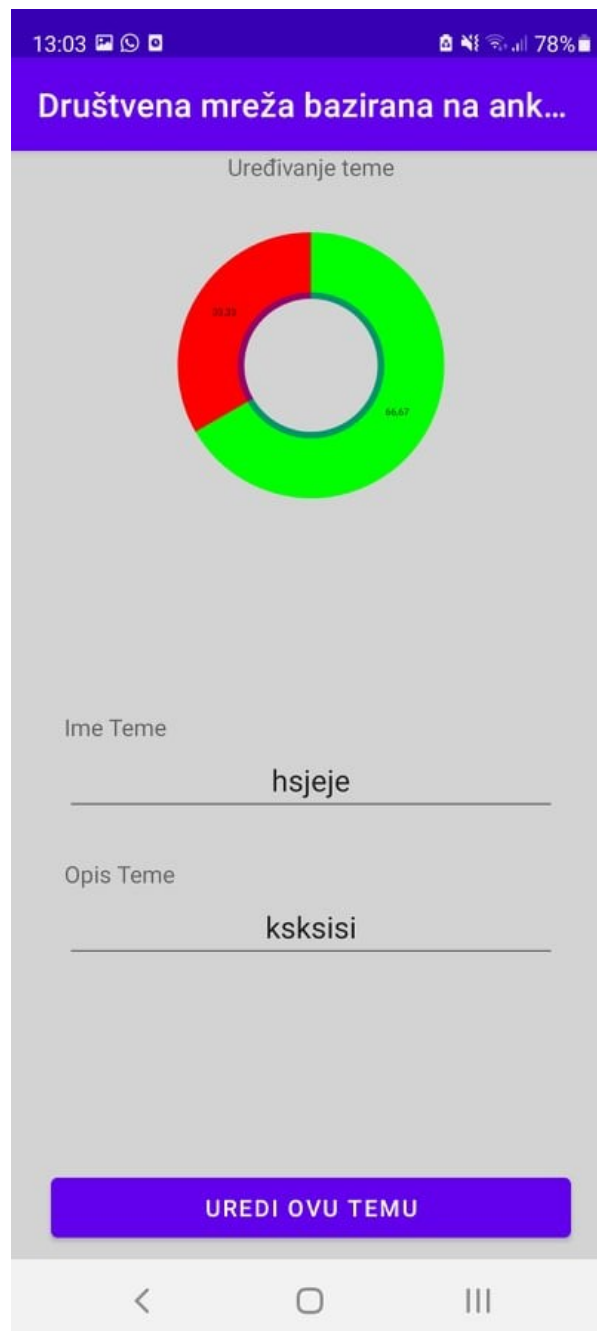 13:03
78%
Društvena mreža bazirana na ank...
Uređivanje teme
33.33
66,67
Ime Teme
hsjeje
Opis Teme
ksksisi
UREDI OVU TEMU